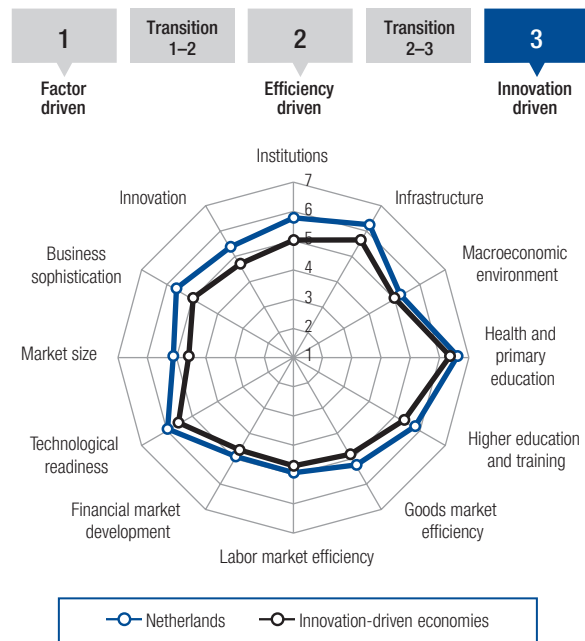 1
Transition
1–2
2
Transition
2–3
3
Factor
driven
Efficiency
driven
Innovation
driven
Institutions
Innovation
Infrastructure
Business
sophistication
Macroeconomic
environment
Market size
Health and
primary
education
Technological
readiness
Higher education
and training
Financial market
development
Goods market
efficiency
Labor market efficiency
7
6
5
4
3
2
1
Netherlands
Innovation-driven economies